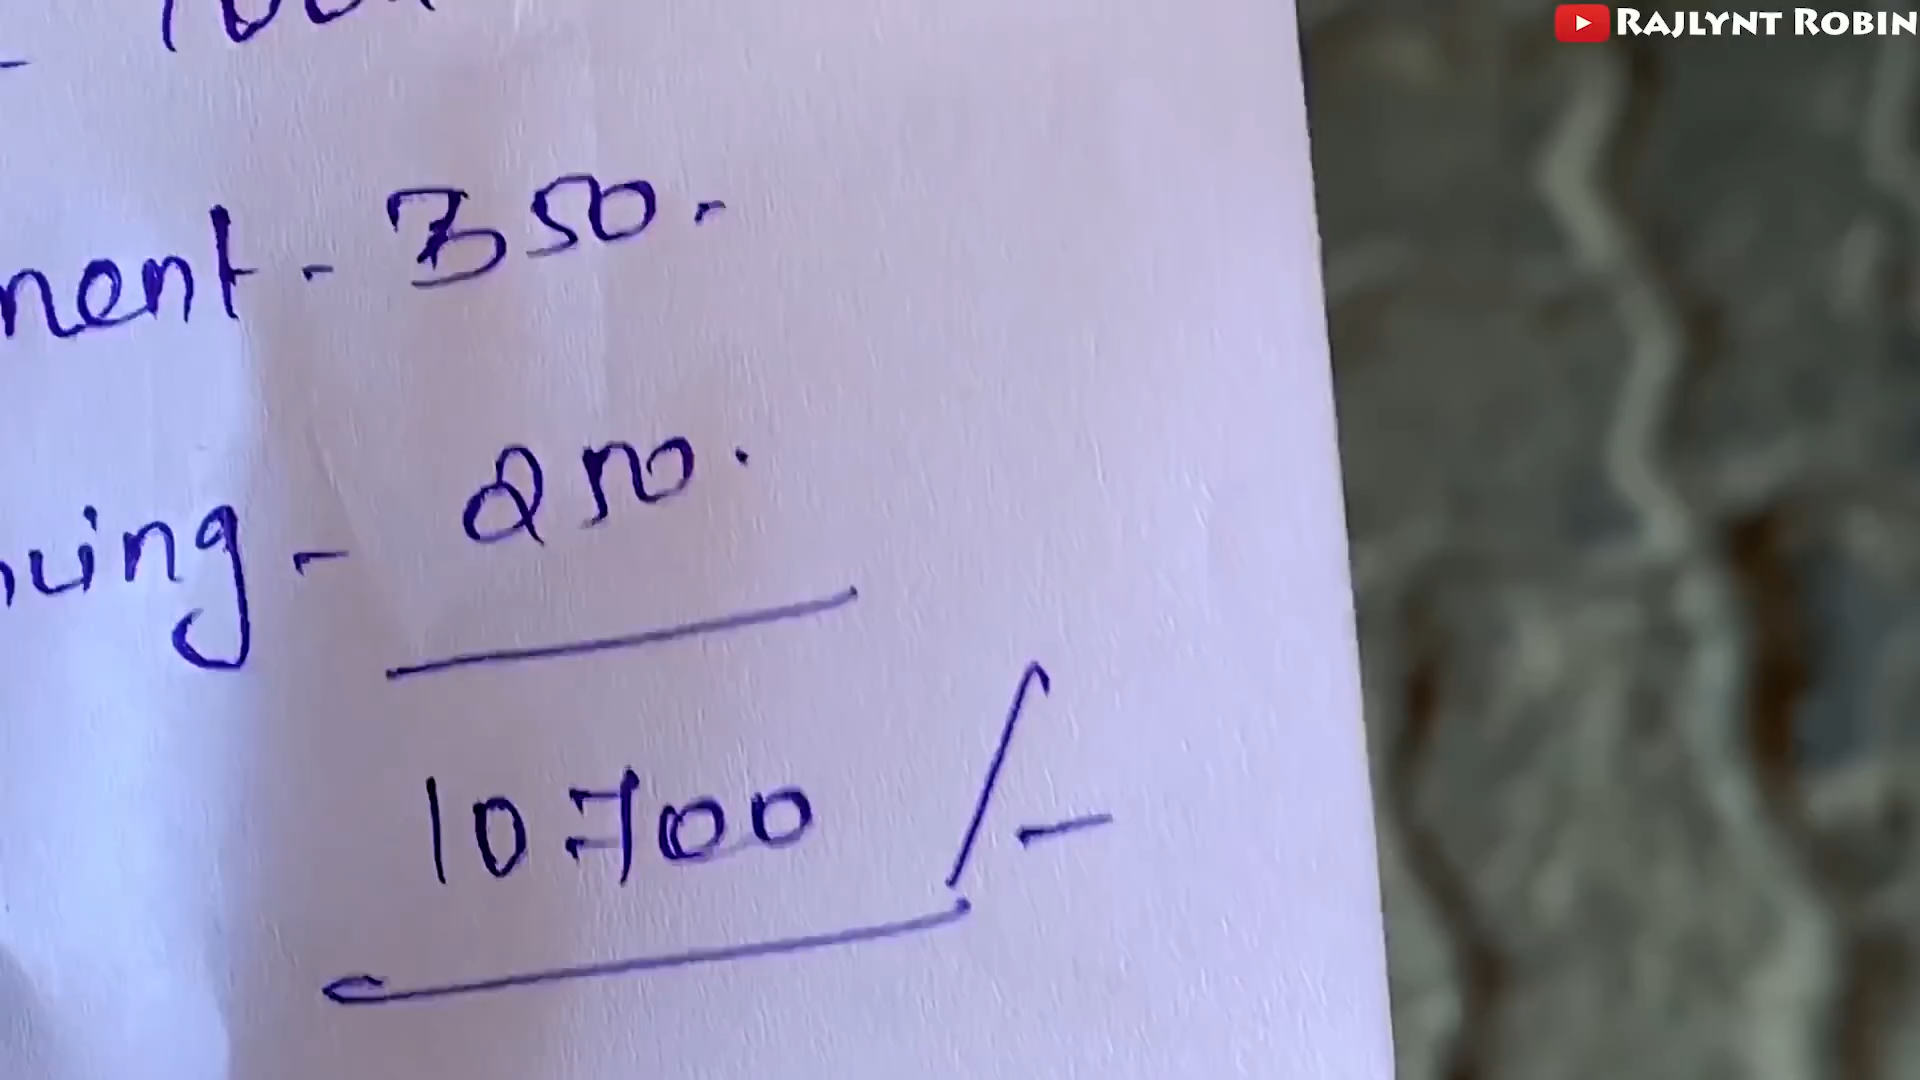 RAJLYNT ROBIN
nent - 350.
ing - 250.
10700/-